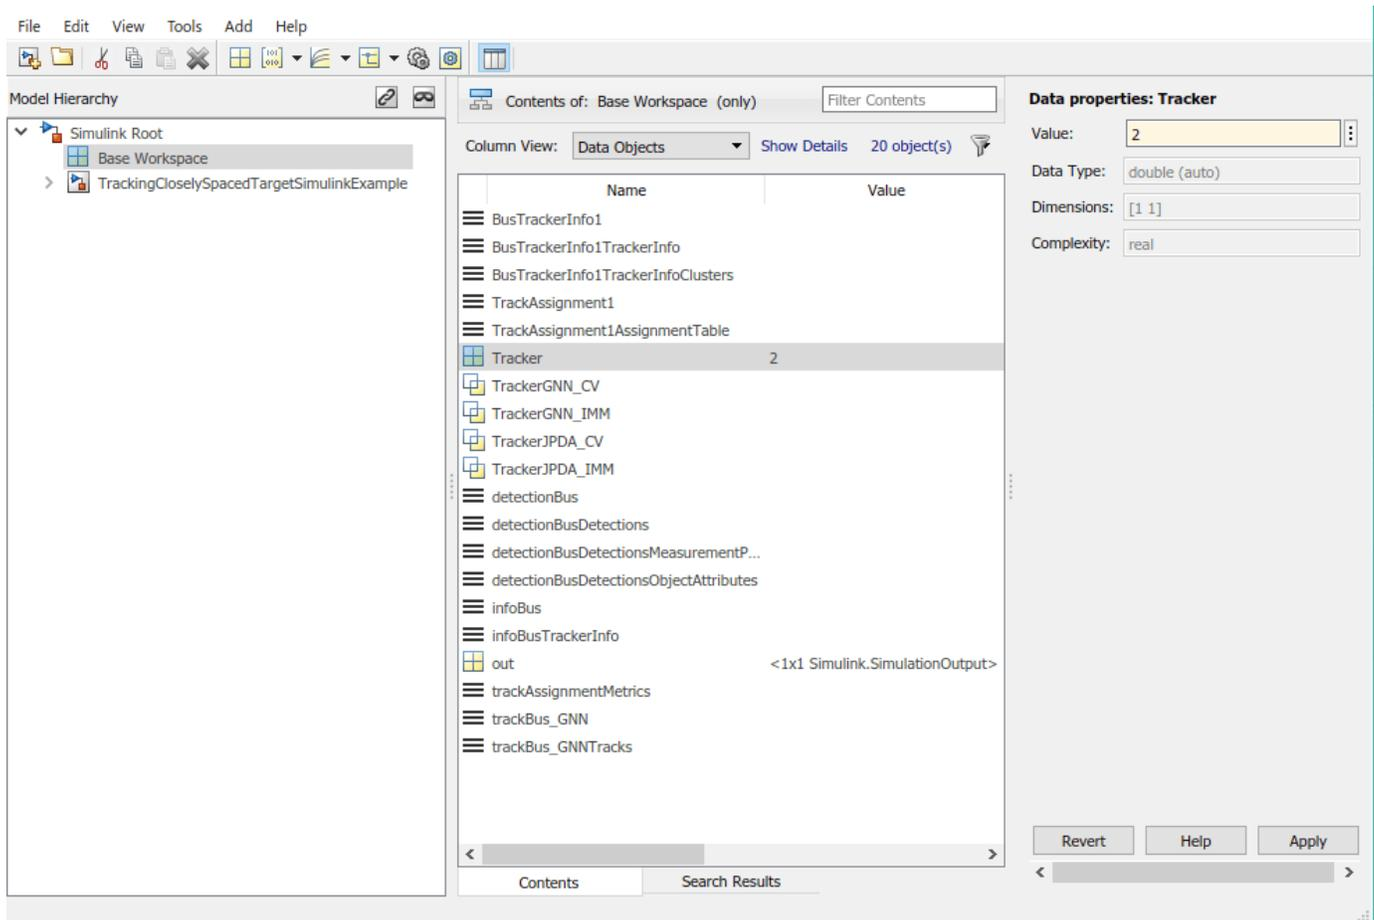 File Edit View Tools Add Help
Model Hierarchy
Simulink Root
Base Workspace
TrackingCloselySpacedTargetSimulinkExample
Contents of: Base Workspace (only)
Filter Contents
Column View: Data Objects Show Details 20 object(s)
Name Value
BusTrackerInfo1
BusTrackerInfo1TrackerInfo
BusTrackerInfo1TrackerInfoClusters
TrackAssignment1
TrackAssignment1AssignmentTable
Tracker 2
TrackerGNN_CV
TrackerGNN_IMM
TrackerJPDA_CV
TrackerJPDA_IMM
detectionBus
detectionBusDetections
detectionBusDetectionsMeasurementP...
detectionBusDetectionsObjectAttributes
infoBus
infoBusTrackerInfo
out <1x1 Simulink.SimulationOutput>
trackAssignmentMetrics
trackBus_GNN
trackBus_GNNTracks
Contents Search Results
Data properties: Tracker
Value: 2
Data Type: double (auto)
Dimensions: [1 1]
Complexity: real
Revert Help Apply